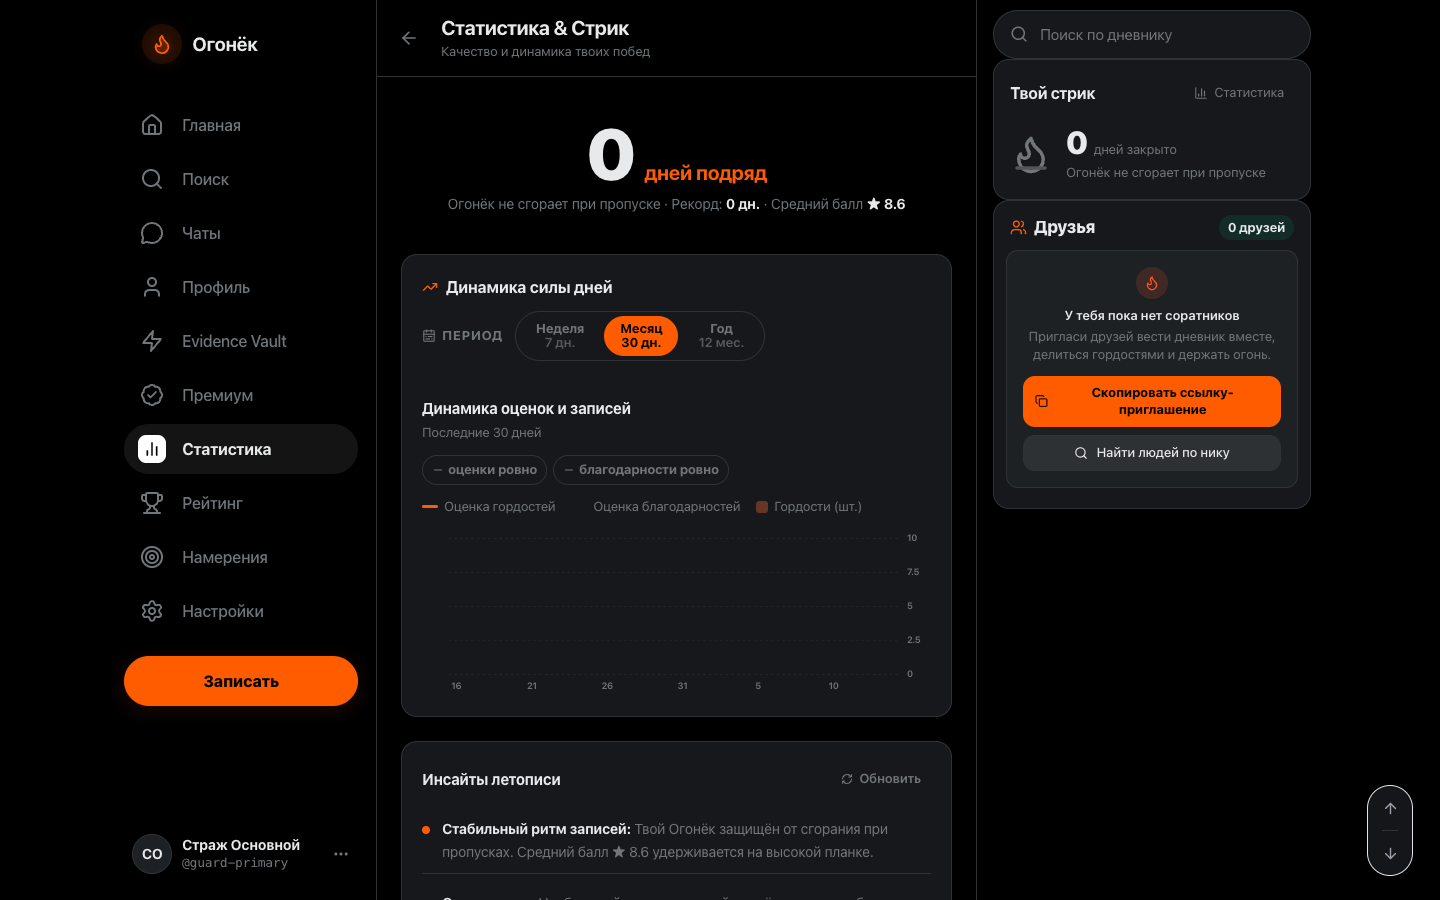 Огонёк
Главная
Поиск
Чаты
Профиль
Evidence Vault
Премиум
Статистика
Рейтинг
Намерения
Настройки
Записать
СО
Страж Основной
@guard-primary
Статистика & Стрик
Качество и динамика твоих побед
0 дней подряд
Огонёк не сгорает при пропуске · Рекорд: 0 дн. · Средний балл ★ 8.6
Динамика силы дней
ПЕРИОД
Неделя
7 дн.
Месяц
30 дн.
Год
12 мес.
Динамика оценок и записей
Последние 30 дней
— оценки ровно
— благодарности ровно
Оценка гордостей
Оценка благодарностей
Гордости (шт.)
10
7.5
5
2.5
0
16 21 26 31 5 10
Инсайты летописи
Обновить
Стабильный ритм записей: Твой Огонёк защищён от сгорания при
пропусках. Средний балл ★ 8.6 удерживается на высокой планке.
Поиск по дневнику
Твой стрик
Статистика
0 дней закрыто
Огонёк не сгорает при пропуске
Друзья
0 друзей
У тебя пока нет соратников
Пригласи друзей вести дневник вместе,
делиться гордостями и держать огонь.
Скопировать ссылку-
приглашение
Найти людей по нику